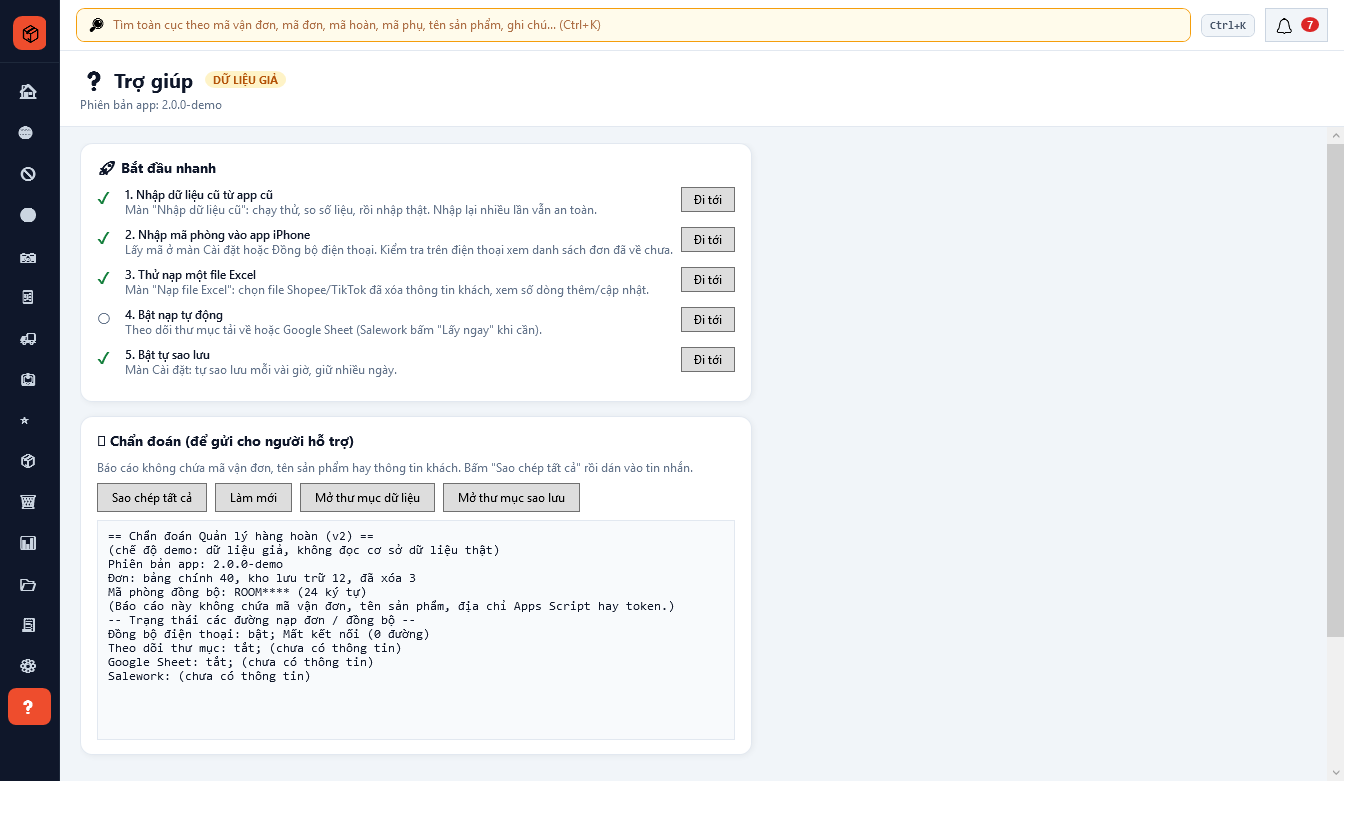 Tìm toàn cục theo mã vận đơn, mã đơn, mã hoàn, mã phụ, tên sản phẩm, ghi chú... (Ctrl+K)
Ctrl+K
7
? Trợ giúp
DỮ LIỆU GIẢ
Phiên bản app: 2.0.0-demo
Bắt đầu nhanh
1. Nhập dữ liệu cũ từ app cũ
Màn "Nhập dữ liệu cũ": chạy thử, so số liệu, rồi nhập thật. Nhập lại nhiều lần vẫn an toàn.
Đi tới
2. Nhập mã phòng vào app iPhone
Lấy mã ở màn Cài đặt hoặc Đồng bộ điện thoại. Kiểm tra trên điện thoại xem danh sách đơn đã về chưa.
Đi tới
3. Thử nạp một file Excel
Màn "Nạp file Excel": chọn file Shopee/TikTok đã xóa thông tin khách, xem số dòng thêm/cập nhật.
Đi tới
4. Bật nạp tự động
Theo dõi thư mục tải về hoặc Google Sheet (Salework bấm "Lấy ngay" khi cần).
Đi tới
5. Bật tự sao lưu
Màn Cài đặt: tự sao lưu mỗi vài giờ, giữ nhiều ngày.
Đi tới
Chẩn đoán (để gửi cho người hỗ trợ)
Báo cáo không chứa mã vận đơn, tên sản phẩm hay thông tin khách. Bấm "Sao chép tất cả" rồi dán vào tin nhắn.
Sao chép tất cả
Làm mới
Mở thư mục dữ liệu
Mở thư mục sao lưu
== Chẩn đoán Quản lý hàng hoàn (v2) ==
(chế độ demo: dữ liệu giả, không đọc cơ sở dữ liệu thật)
Phiên bản app: 2.0.0-demo
Đơn: bảng chính 40, kho lưu trữ 12, đã xóa 3
Mã phòng đồng bộ: ROOM**** (24 ký tự)
(Báo cáo này không chứa mã vận đơn, tên sản phẩm, địa chỉ Apps Script hay token.)
-- Trạng thái các đường nạp đơn / đồng bộ --
Đồng bộ điện thoại: bật; Mất kết nối (0 đường)
Theo dõi thư mục: tắt; (chưa có thông tin)
Google Sheet: tắt; (chưa có thông tin)
Salework: (chưa có thông tin)
?